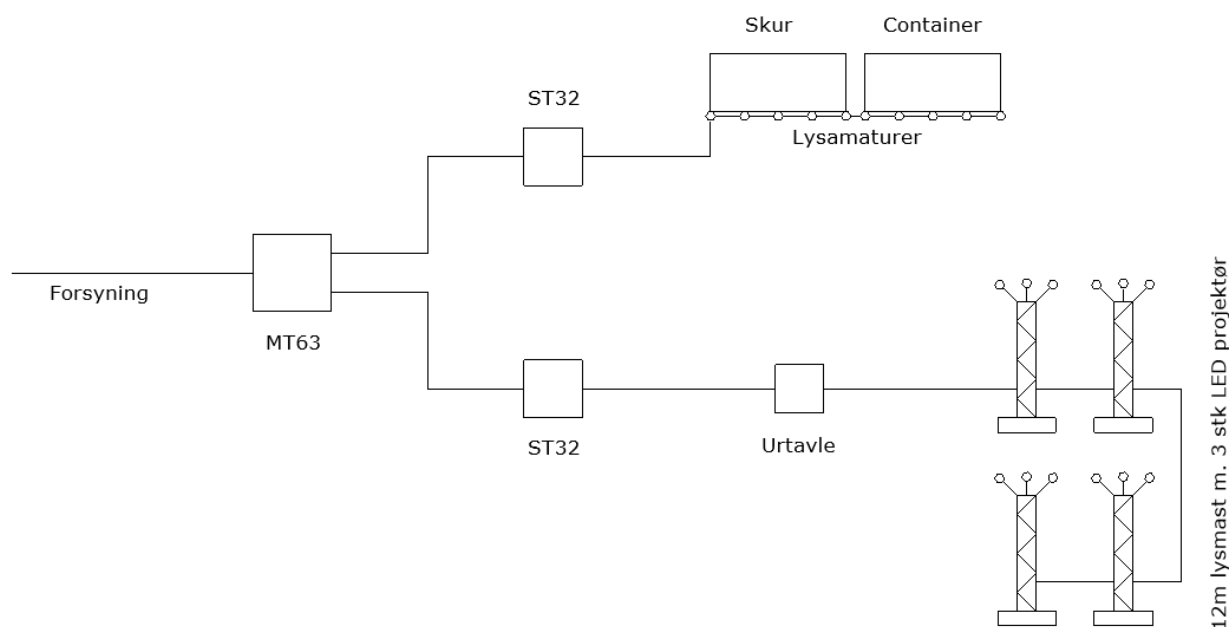 Skur
Container
ST32
Lysamaturer
Forsyning
MT63
ST32
Urtavle
12m lysmast m. 3 stk LED projektør